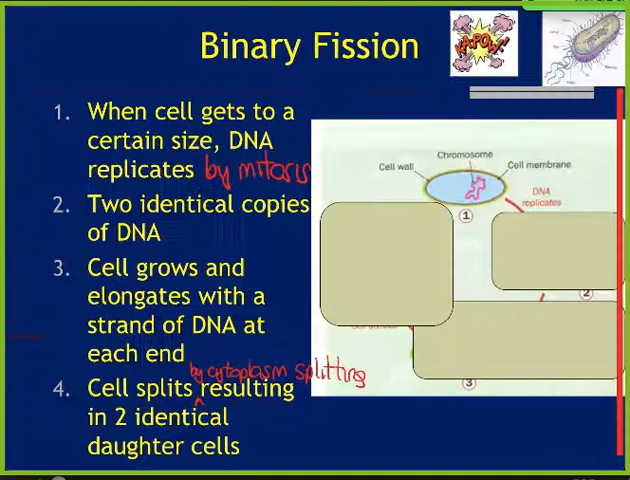 Binary Fission
KA-POW!
1. When cell gets to a
certain size, DNA
replicates by mitosis
2. Two identical copies
of DNA
3. Cell grows and
elongates with a
strand of DNA at
each end
by cytoplasm splitting
4. Cell splits resulting
in 2 identical
daughter cells
Chromosome
Cell wall
Cell membrane
DNA
replicates
1
2
3